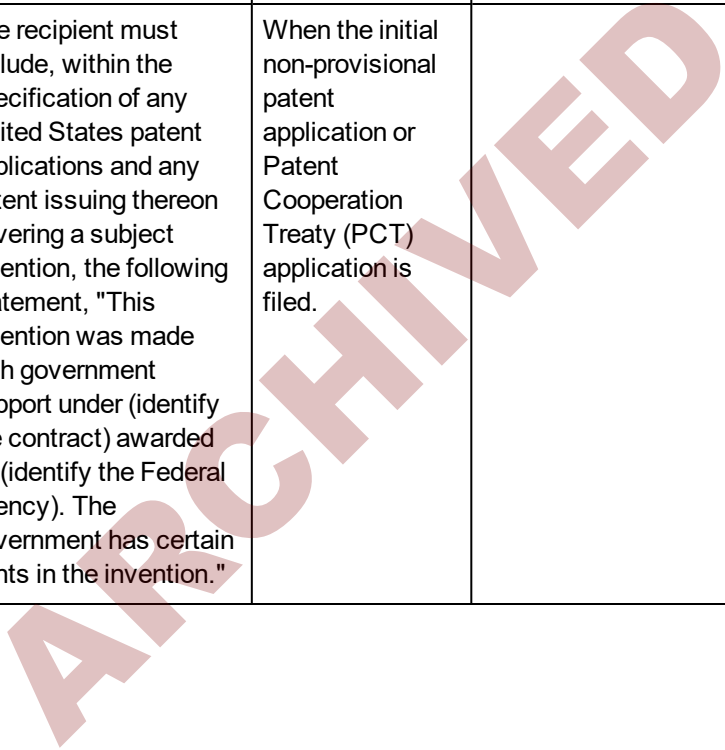 e recipient must
lude, within the
ecification of any
ited States patent
plications and any
tent issuing thereon
vering a subject
ention, the following
atement, "This
ention was made
h government
pport under (identify
e contract) awarded
(identify the Federal
ency). The
vernment has certain
nts in the invention."
When the initial
non-provisional
patent
application or
Patent
Cooperation
Treaty (PCT)
application is
filed.
ARCHIVED